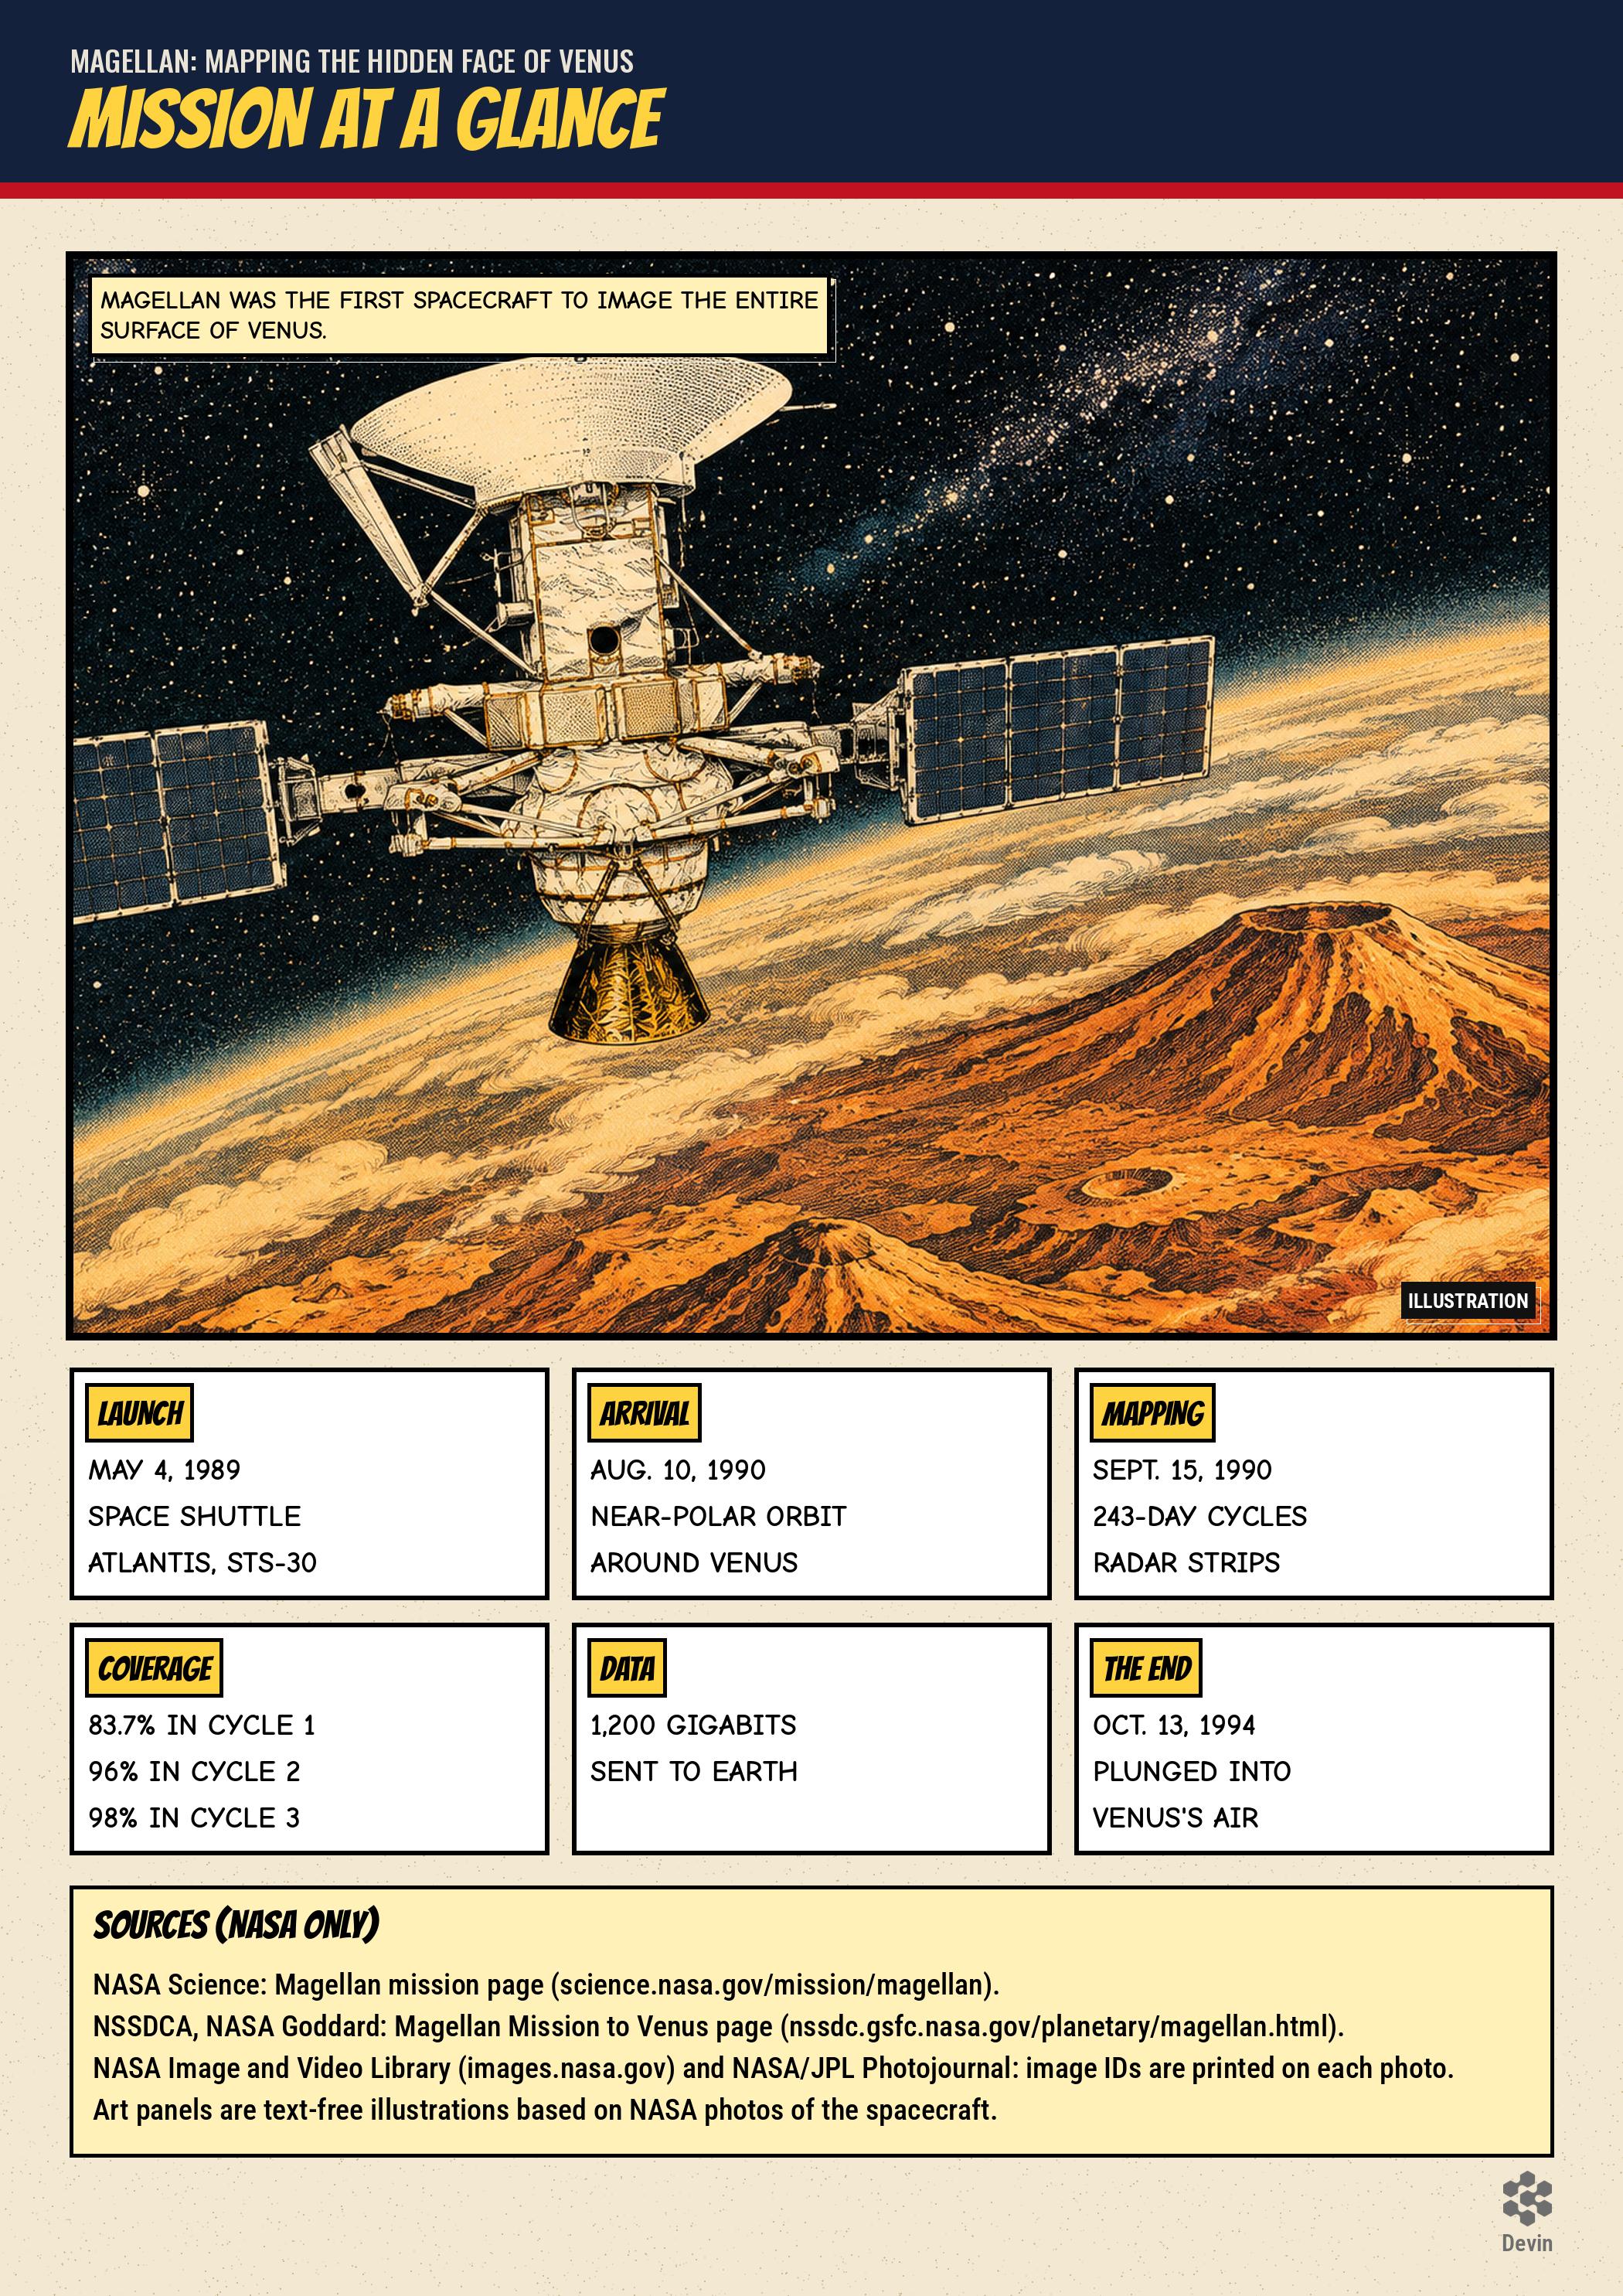 MAGELLAN: MAPPING THE HIDDEN FACE OF VENUS
MISSION AT A GLANCE
MAGELLAN WAS THE FIRST SPACECRAFT TO IMAGE THE ENTIRE
SURFACE OF VENUS.
ILLUSTRATION
LAUNCH
MAY 4, 1989
SPACE SHUTTLE
ATLANTIS, STS-30
ARRIVAL
AUG. 10, 1990
NEAR-POLAR ORBIT
AROUND VENUS
MAPPING
SEPT. 15, 1990
243-DAY CYCLES
RADAR STRIPS
COVERAGE
83.7% IN CYCLE 1
96% IN CYCLE 2
98% IN CYCLE 3
DATA
1,200 GIGABITS
SENT TO EARTH
THE END
OCT. 13, 1994
PLUNGED INTO
VENUS'S AIR
SOURCES (NASA ONLY)
NASA Science: Magellan mission page (science.nasa.gov/mission/magellan).
NSSDCA, NASA Goddard: Magellan Mission to Venus page (nssdc.gsfc.nasa.gov/planetary/magellan.html).
NASA Image and Video Library (images.nasa.gov) and NASA/JPL Photojournal: image IDs are printed on each photo.
Art panels are text-free illustrations based on NASA photos of the spacecraft.
Devin